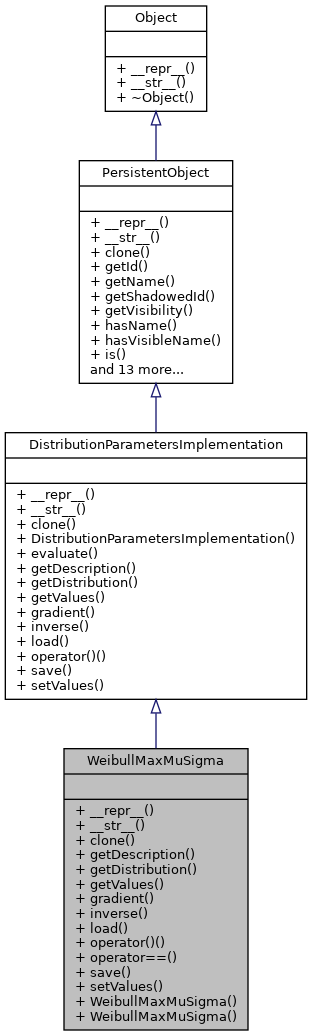 Object
+ __repr__()
+ __str__()
+ ~Object()
PersistentObject
+ __repr__()
+ __str__()
+ clone()
+ getId()
+ getName()
+ getShadowedId()
+ getVisibility()
+ hasName()
+ hasVisibleName()
+ is()
and 13 more...
DistributionParametersImplementation
+ __repr__()
+ __str__()
+ clone()
+ DistributionParametersImplementation()
+ evaluate()
+ getDescription()
+ getDistribution()
+ getValues()
+ gradient()
+ inverse()
+ load()
+ operator()()
+ save()
+ setValues()
WeibullMaxMuSigma
+ __repr__()
+ __str__()
+ clone()
+ getDescription()
+ getDistribution()
+ getValues()
+ gradient()
+ inverse()
+ load()
+ operator()()
+ operator==()
+ save()
+ setValues()
+ WeibullMaxMuSigma()
+ WeibullMaxMuSigma()